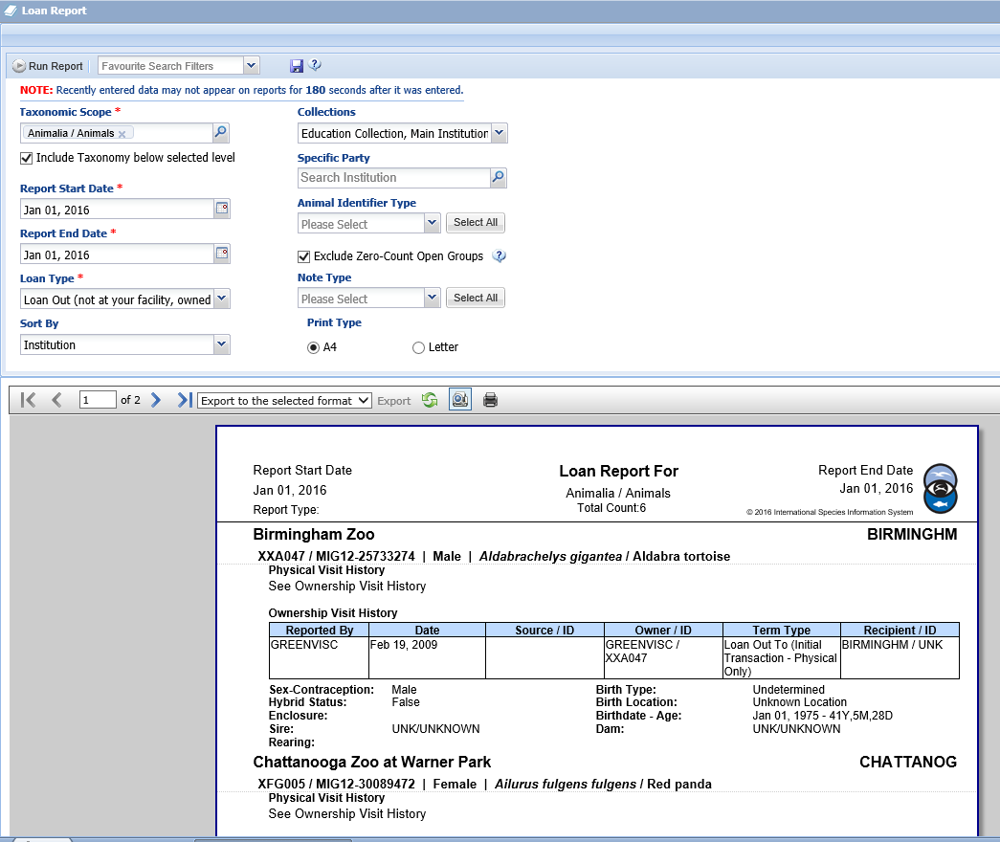 Loan Report
Run Report
Favourite Search Filters
NOTE: Recently entered data may not appear on reports for 180 seconds after it was entered.
Taxonomic Scope *
Animalia / Animals
Include Taxonomy below selected level
Report Start Date *
Jan 01, 2016
Report End Date *
Jan 01, 2016
Loan Type *
Loan Out (not at your facility, owned
Sort By
Institution
Collections
Education Collection, Main Institution
Specific Party
Search Institution
Animal Identifier Type
Please Select
Select All
Exclude Zero-Count Open Groups
Note Type
Please Select
Select All
Print Type
A4
Letter
1 of 2
Export to the selected format
Export
Report Start Date
Jan 01, 2016
Report Type:
Loan Report For
Animalia / Animals
Total Count:6
Report End Date
Jan 01, 2016
© 2016 International Species Information System
Birmingham Zoo BIRMINGHM
XXA047 / MIG12-25733274 | Male | Aldabrachelys gigantea / Aldabra tortoise
Physical Visit History
See Ownership Visit History
Ownership Visit History
Reported By Date Source / ID Owner / ID Term Type Recipient / ID
GREENVISC Feb 19, 2009 GREENVISC / XXA047 Loan Out To (Initial Transaction - Physical Only) BIRMINGHM / UNK
Sex-Contraception: Male Birth Type: Undetermined
Hybrid Status: False Birth Location: Unknown Location
Enclosure: Birthdate - Age: Jan 01, 1975 - 41Y,5M,28D
Sire: UNK/UNKNOWN Dam: UNK/UNKNOWN
Rearing:
Chattanooga Zoo at Warner Park CHATTANOG
XFG005 / MIG12-30089472 | Female | Ailurus fulgens fulgens / Red panda
Physical Visit History
See Ownership Visit History